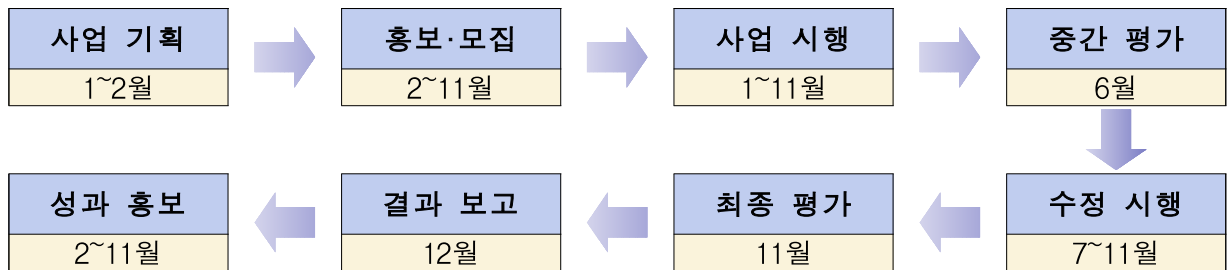 사업 기획
1~2월
홍보·모집
2~11월
사업 시행
1~11월
중간 평가
6월
수정 시행
7~11월
최종 평가
11월
결과 보고
12월
성과 홍보
2~11월